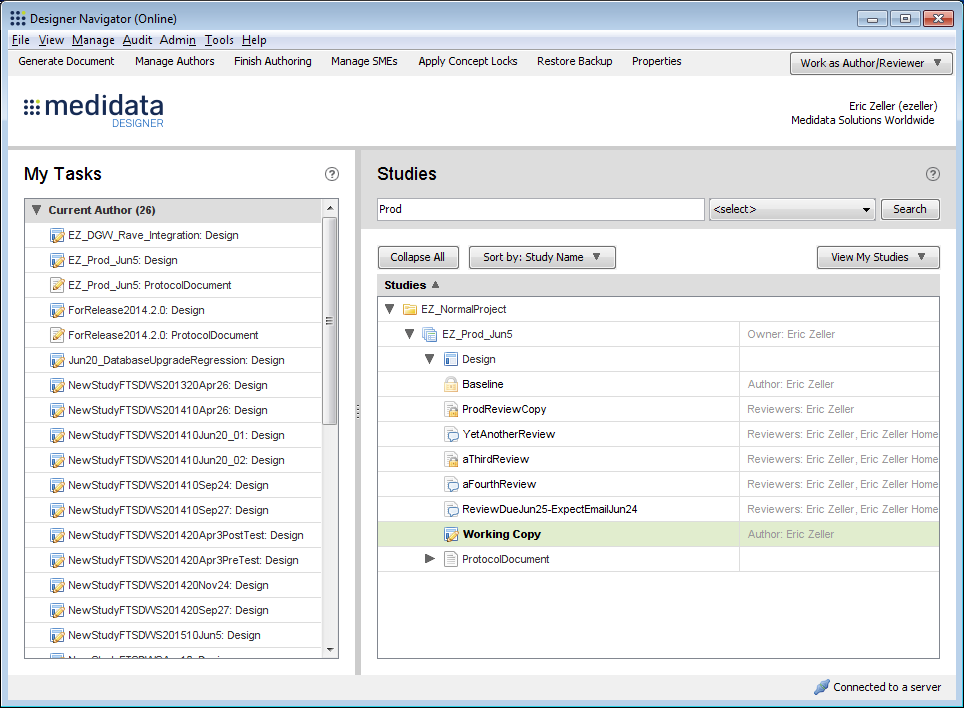 Designer Navigator (Online)
File View Manage Audit Admin Tools Help
Generate Document Manage Authors Finish Authoring Manage SMEs Apply Concept Locks Restore Backup Properties
Work as Author/Reviewer
medidata
DESIGNER
Eric Zeller (ezeller)
Medidata Solutions Worldwide
My Tasks
Current Author (26)
EZ_DGW_Rave_Integration: Design
EZ_Prod_Jun5: Design
EZ_Prod_Jun5: ProtocolDocument
ForRelease2014.2.0: Design
ForRelease2014.2.0: ProtocolDocument
Jun20_DatabaseUpgradeRegression: Design
NewStudyFTSDWS201320Apr26: Design
NewStudyFTSDWS201410Apr26: Design
NewStudyFTSDWS201410Jun20_01: Design
NewStudyFTSDWS201410Jun20_02: Design
NewStudyFTSDWS201410Sep24: Design
NewStudyFTSDWS201410Sep27: Design
NewStudyFTSDWS201420Apr3PostTest: Design
NewStudyFTSDWS201420Apr3PreTest: Design
NewStudyFTSDWS201420Nov24: Design
NewStudyFTSDWS201420Sep27: Design
NewStudyFTSDWS201510Jun5: Design
Studies
Prod
<select>
Search
Collapse All
Sort by: Study Name
View My Studies
Studies
EZ_NormalProject
EZ_Prod_Jun5 Owner: Eric Zeller
Design
Baseline Author: Eric Zeller
ProdReviewCopy Reviewers: Eric Zeller
YetAnotherReview Reviewers: Eric Zeller, Eric Zeller Home
aThirdReview Reviewers: Eric Zeller, Eric Zeller Home
aFourthReview Reviewers: Eric Zeller, Eric Zeller Home
ReviewDueJun25-ExpectEmailJun24 Reviewers: Eric Zeller, Eric Zeller Home
Working Copy Author: Eric Zeller
ProtocolDocument
Connected to a server